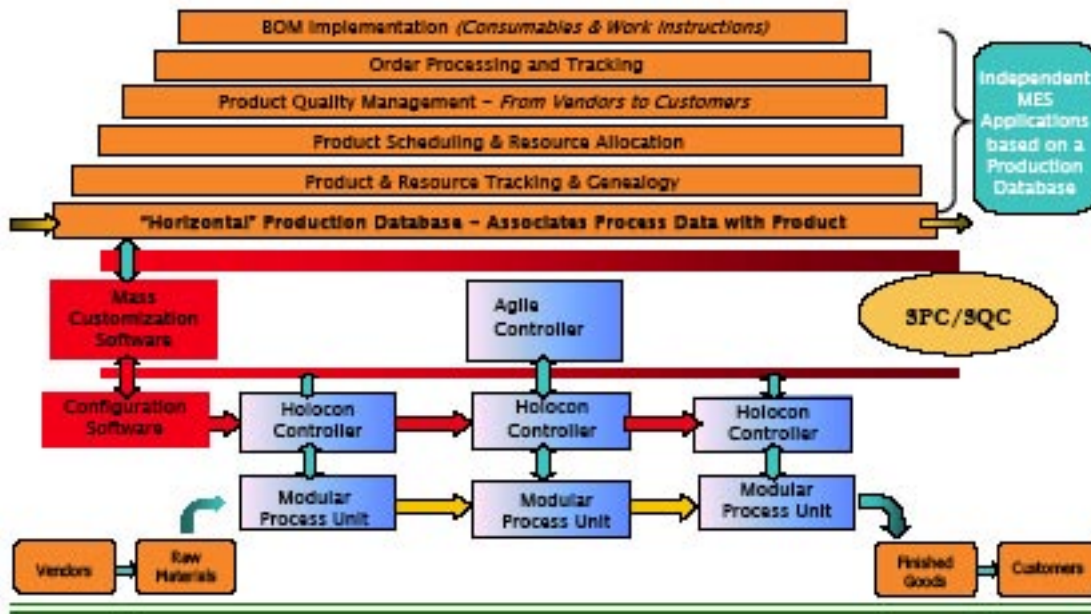 BOM Implementation (Consumables & Work Instructions)
Order Processing and Tracking
Product Quality Management – From Vendors to Customers
Product Scheduling & Resource Allocation
Product & Resource Tracking & Genealogy
"Horizontal" Production Database – Associates Process Data with Product
Independent
MES
Applications
based on a
Production
Database
Mass
Customization
Software
Agile
Controller
SPC/SQC
Configuration
Software
Holocon
Controller
Holocon
Controller
Holocon
Controller
Modular
Process Unit
Modular
Process Unit
Modular
Process Unit
Vendors
Raw
Materials
Finished
Goods
Customers